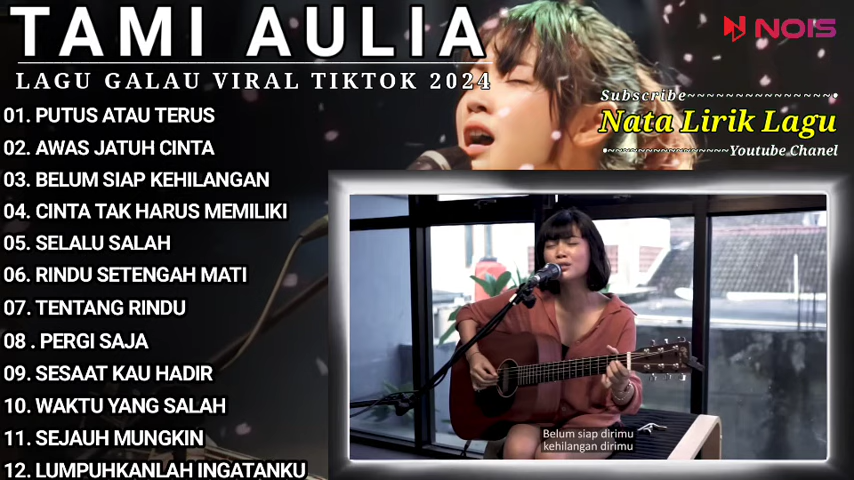 TAMI AULIA
LAGU GALAU VIRAL TIKTOK 2024
NOIS
Subscribe~~~~~~~~~~~~~~~•
Nata Lirik Lagu
•~~~~~~~~~~~~~~~Youtube Chanel
01. PUTUS ATAU TERUS
02. AWAS JATUH CINTA
03. BELUM SIAP KEHILANGAN
04. CINTA TAK HARUS MEMILIKI
05. SELALU SALAH
06. RINDU SETENGAH MATI
07. TENTANG RINDU
08 . PERGI SAJA
09. SESAAT KAU HADIR
10. WAKTU YANG SALAH
11. SEJAUH MUNGKIN
12. LUMPUHKANLAH INGATANKU
Belum siap dirimu
kehilangan dirimu